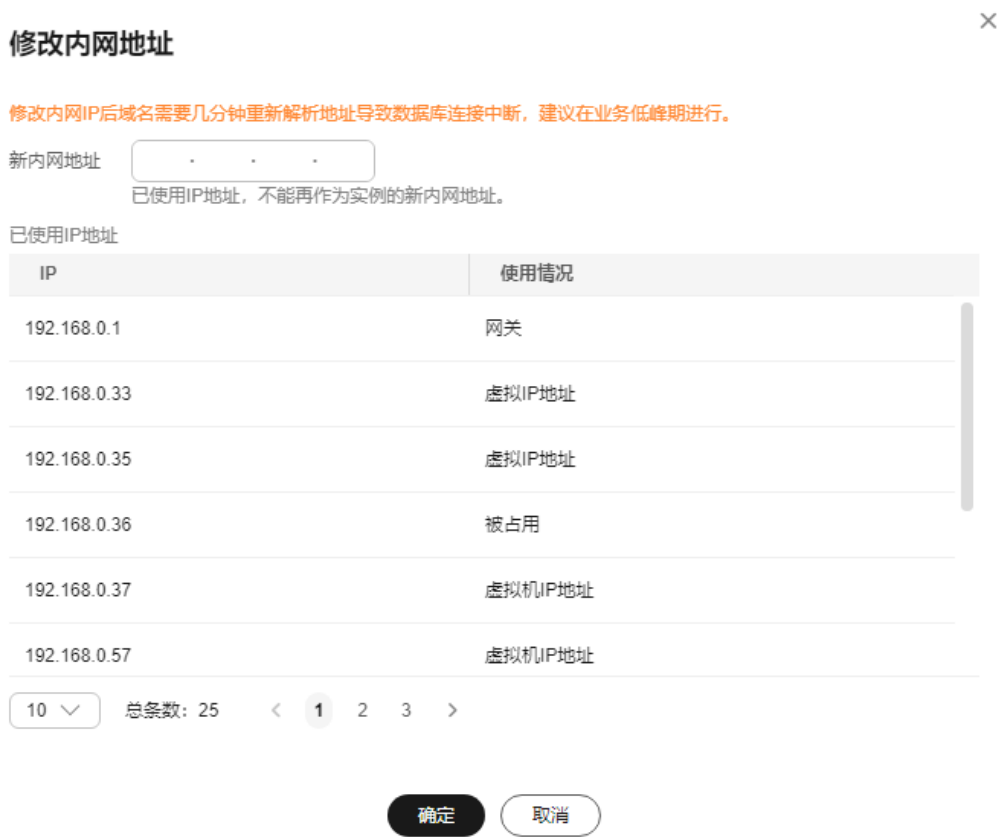 修改内网地址
修改内网IP后域名需要几分钟重新解析地址导致数据库连接中断，建议在业务低峰期进行。
新内网地址 . . .
已使用IP地址，不能再作为实例的新内网地址。
已使用IP地址
IP 使用情况
192.168.0.1 网关
192.168.0.33 虚拟IP地址
192.168.0.35 虚拟IP地址
192.168.0.36 被占用
192.168.0.37 虚拟机IP地址
192.168.0.57 虚拟机IP地址
10 总条数：25 < 1 2 3 >
确定 取消